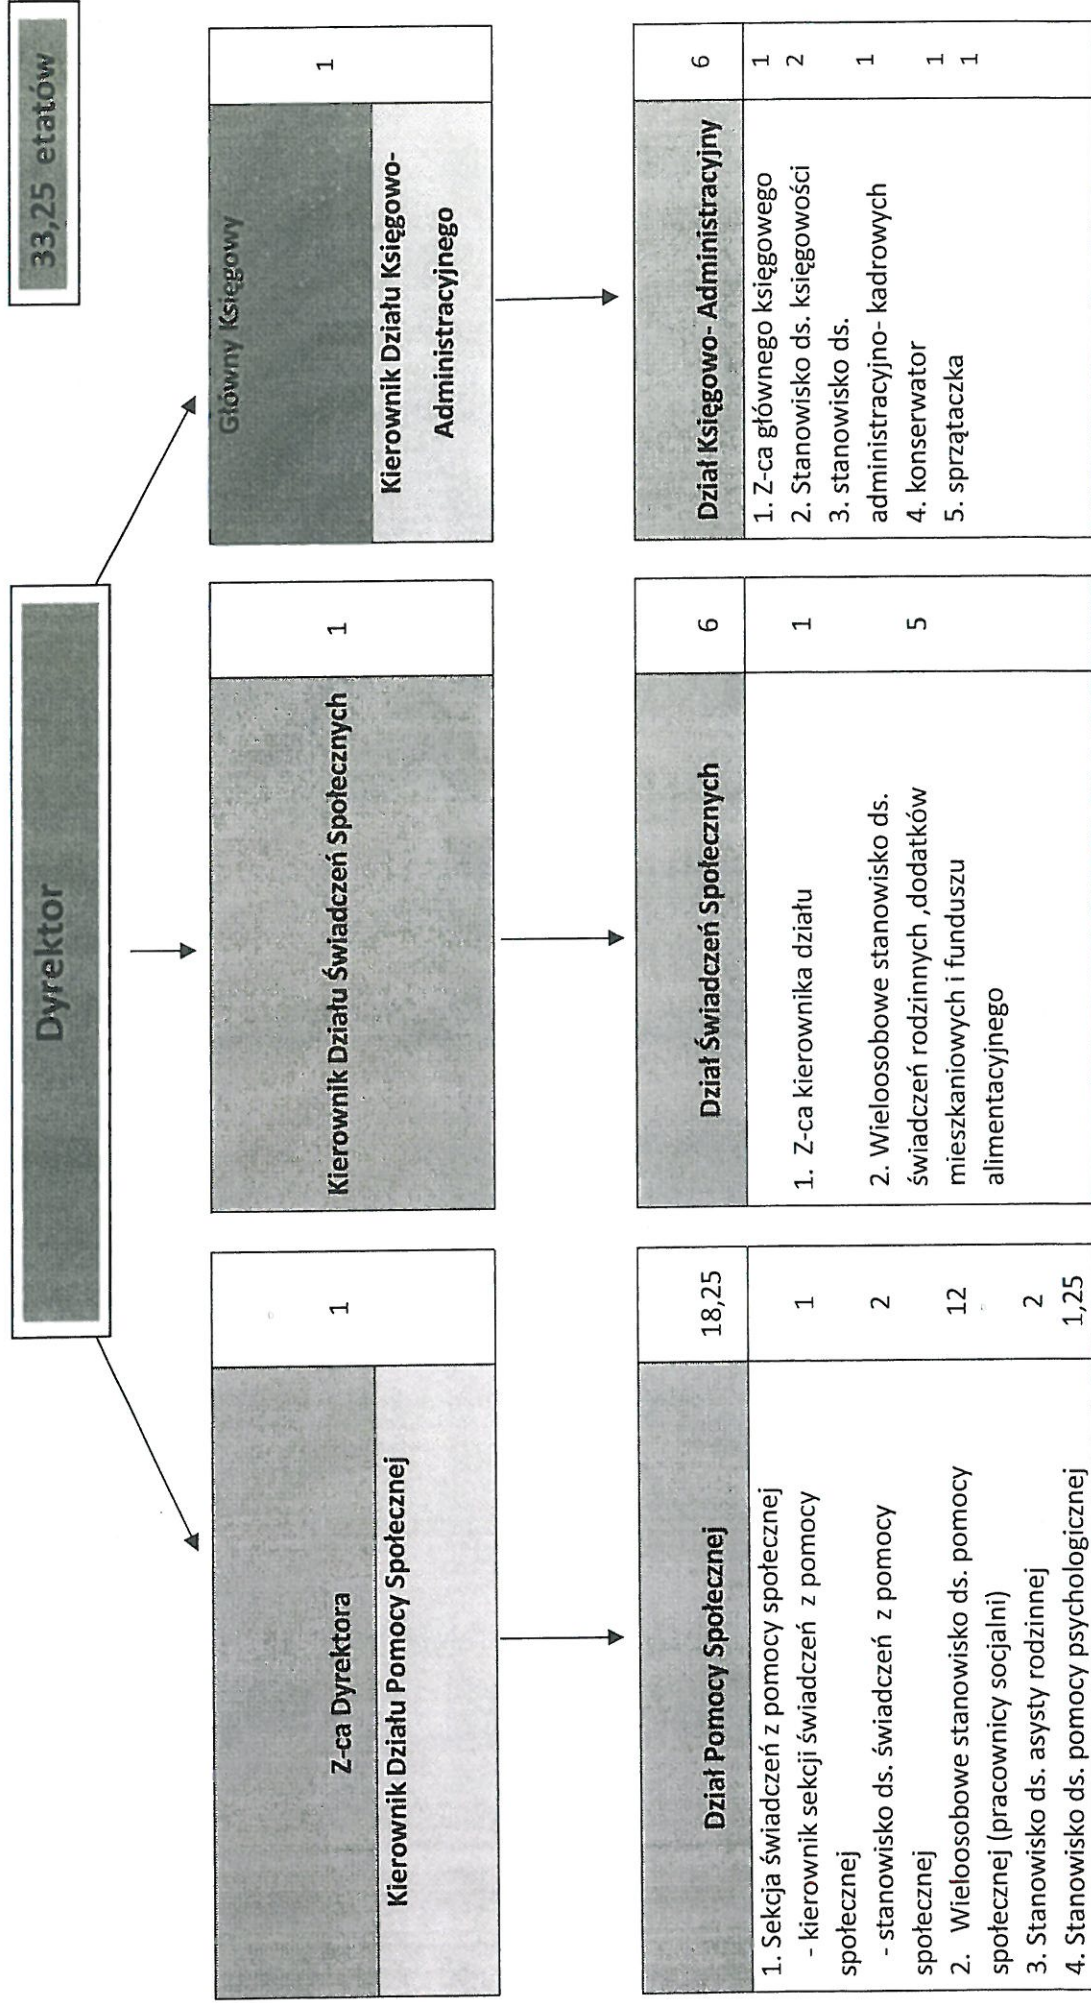 33,25 etatów
Dyrektor
Z-ca Dyrektora
1
Kierownik Działu Pomocy Społecznej
Kierownik Działu Świadczeń Społecznych
1
Główny Księgowy
1
Kierownik Działu Księgowo-
Administracyjnego
Dział Pomocy Społecznej 18,25
1. Sekcja świadczeń z pomocy społecznej
- kierownik sekcji świadczeń z pomocy 1
społecznej
- stanowisko ds. świadczeń z pomocy 2
społecznej
2. Wieloosobowe stanowisko ds. pomocy 12
społecznej (pracownicy socjalni)
3. Stanowisko ds. asysty rodzinnej 2
4. Stanowisko ds. pomocy psychologicznej 1,25
Dział Świadczeń Społecznych 6
1. Z-ca kierownika działu 1
2. Wieloosobowe stanowisko ds.
świadczeń rodzinnych ,dodatków 5
mieszkaniowych i funduszu
alimentacyjnego
Dział Księgowo- Administracyjny 6
1. Z-ca głównego księgowego 1
2. Stanowisko ds. księgowości 2
3. stanowisko ds.
administracyjno- kadrowych 1
4. konserwator 1
5. sprzątaczka 1